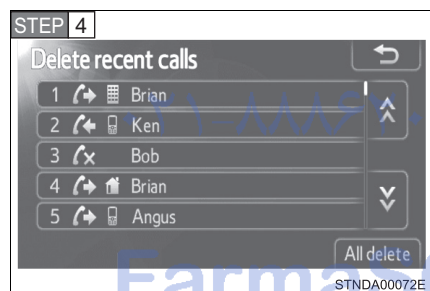 STEP 4
Delete recent calls
1 Brian
2 Ken
3 Bob
4 Brian
5 Angus
All delete
STNDA00072E